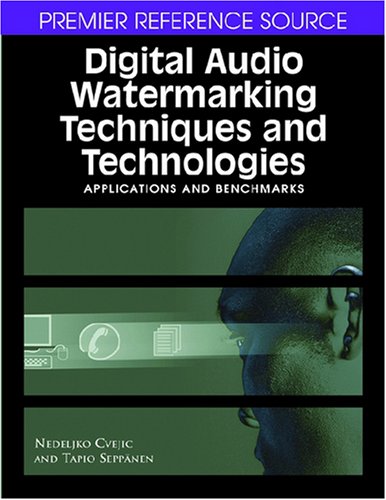 PREMIER REFERENCE SOURCE
Digital Audio
Watermarking
Techniques and
Technologies
APPLICATIONS AND BENCHMARKS
NEDELJKO CVEJIC
AND TAPIO SEPPÄNEN